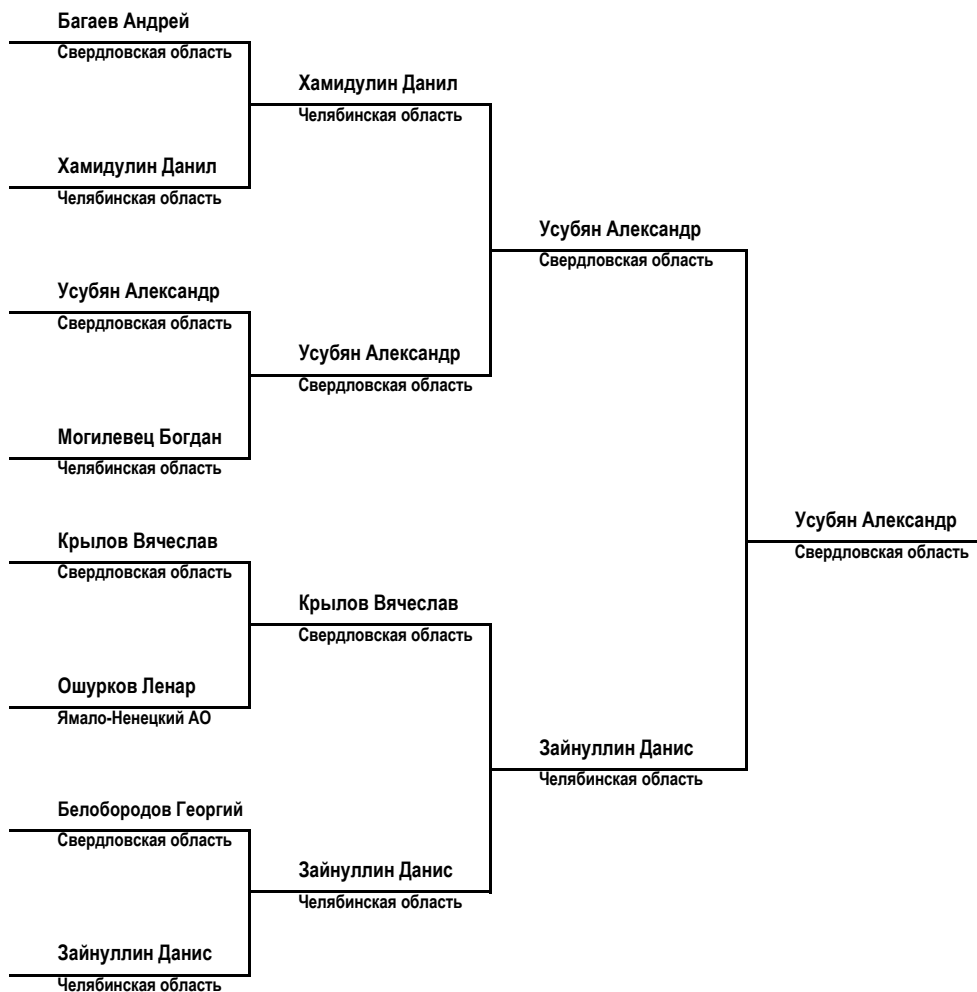 Багаев Андрей
Свердловская область
Хамидулин Данил
Челябинская область
Хамидулин Данил
Челябинская область
Усубян Александр
Свердловская область
Усубян Александр
Свердловская область
Усубян Александр
Свердловская область
Могилевец Богдан
Челябинская область
Усубян Александр
Свердловская область
Крылов Вячеслав
Свердловская область
Крылов Вячеслав
Свердловская область
Ошурков Ленар
Ямало-Ненецкий АО
Зайнуллин Данис
Челябинская область
Белобородов Георгий
Свердловская область
Зайнуллин Данис
Челябинская область
Зайнуллин Данис
Челябинская область